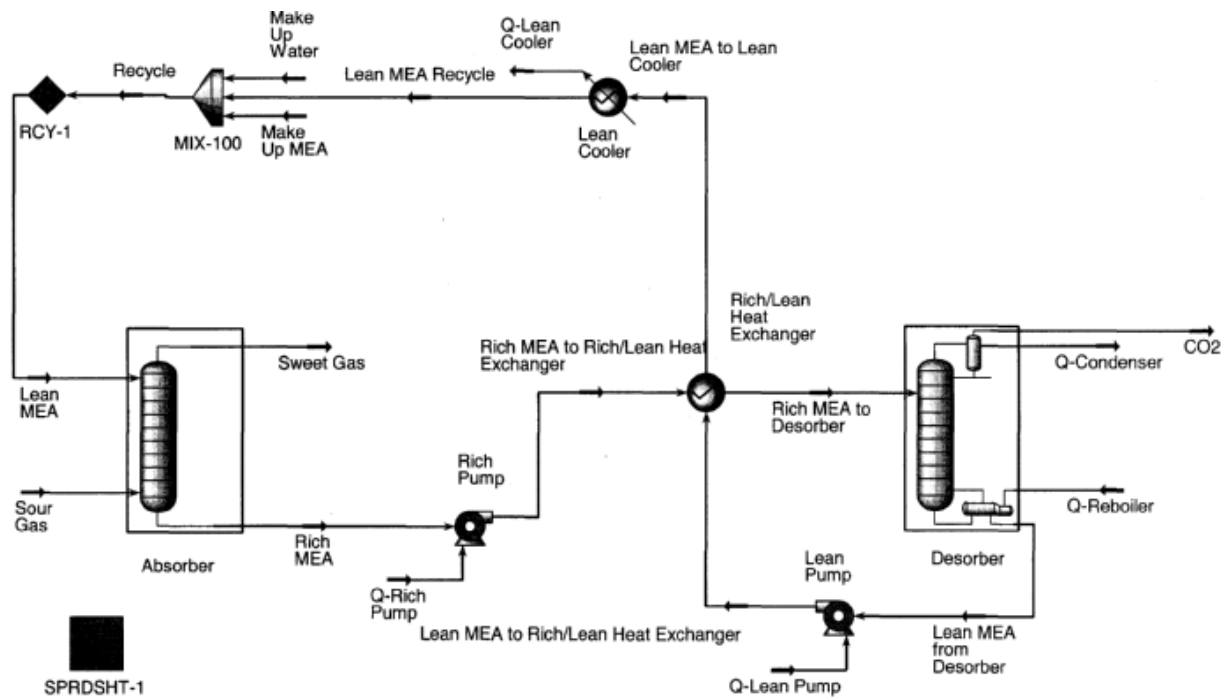 Make
Up
Water
Q-Lean
Cooler
Lean MEA to Lean
Cooler
Recycle
Lean MEA Recycle
RCY-1
MIX-100
Make
Up MEA
Lean
Cooler
Rich/Lean
Heat
Exchanger
Sweet Gas
Rich MEA to Rich/Lean Heat
Exchanger
CO2
Q-Condenser
Lean
MEA
Rich MEA to
Desorber
Rich
Pump
Sour
Gas
Rich
MEA
Q-Reboiler
Absorber
Lean
Pump
Desorber
Q-Rich
Pump
Lean MEA to Rich/Lean Heat Exchanger
Lean MEA
from
Desorber
SPRDSHT-1
Q-Lean Pump